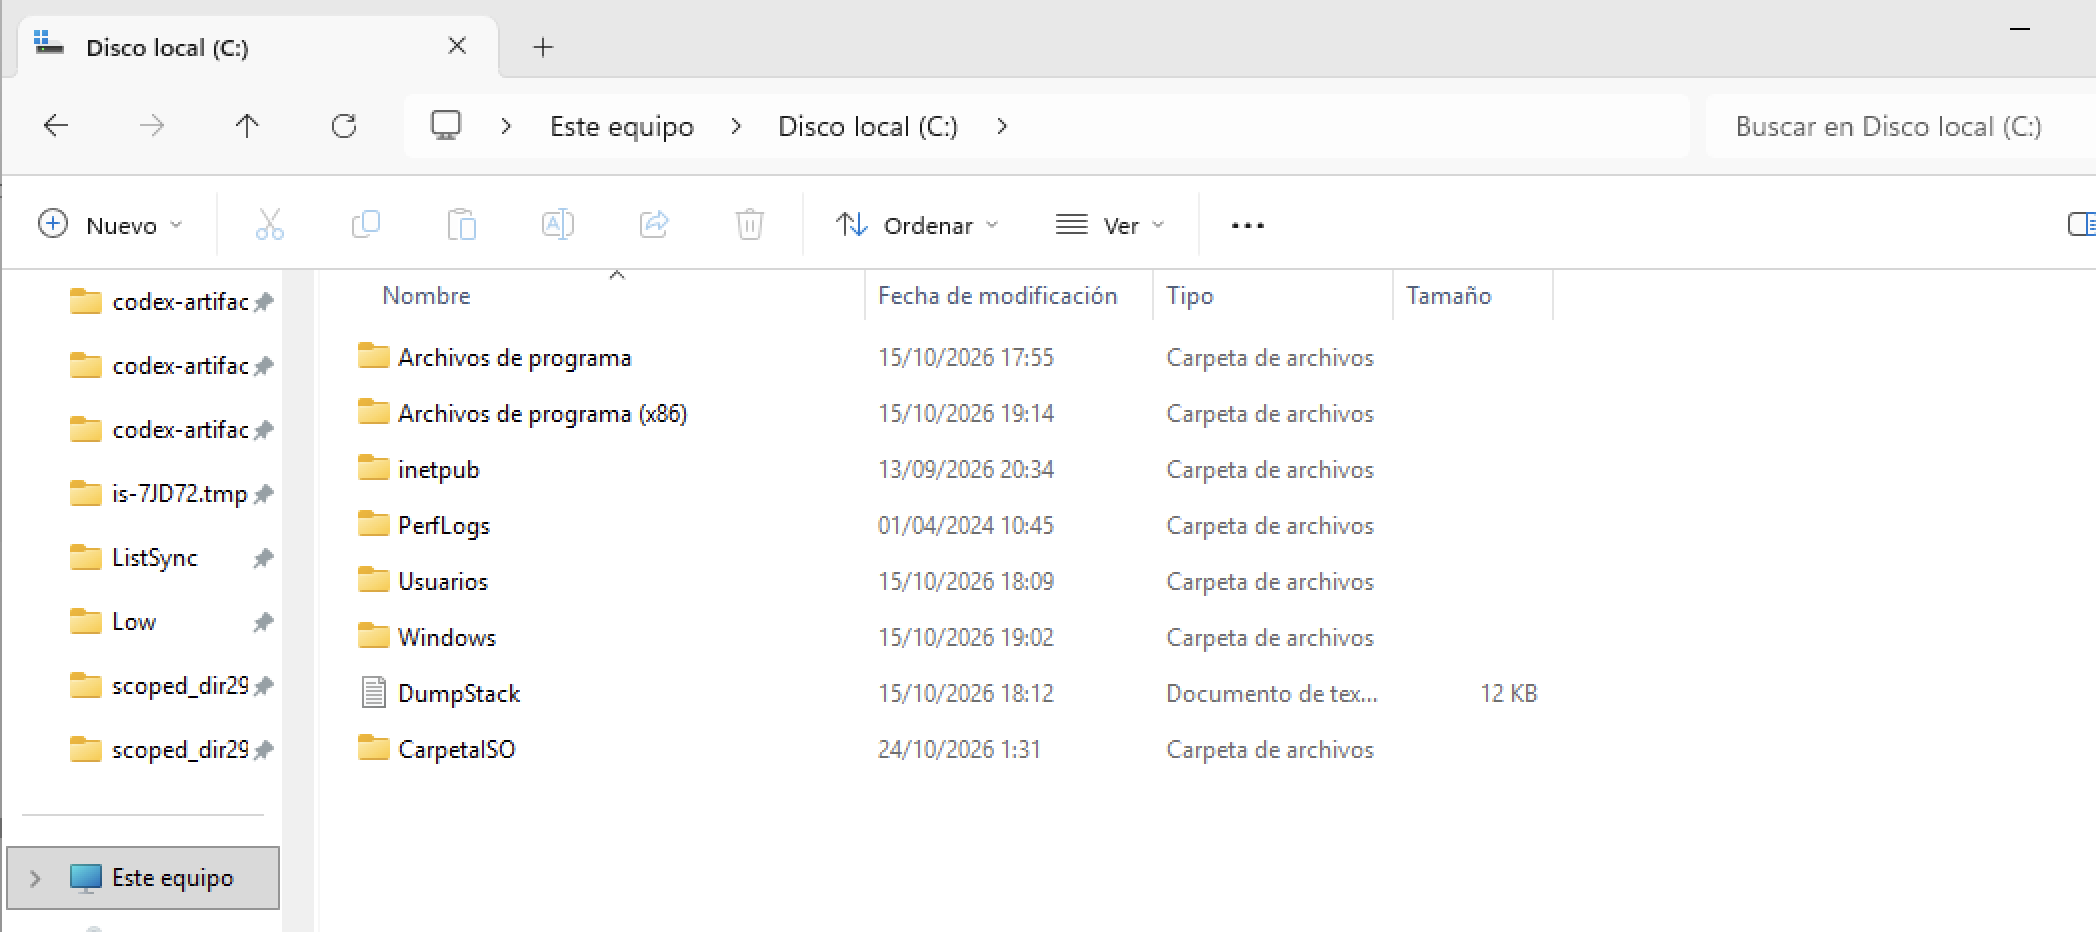 Disco local (C:)
Este equipo > Disco local (C:) >
Buscar en Disco local (C:)
Nuevo
Ordenar
Ver
codex-artifac
codex-artifac
codex-artifac
is-7JD72.tmp
ListSync
Low
scoped_dir29
scoped_dir29
Este equipo
Nombre Fecha de modificación Tipo Tamaño
Archivos de programa 15/10/2026 17:55 Carpeta de archivos
Archivos de programa (x86) 15/10/2026 19:14 Carpeta de archivos
inetpub 13/09/2026 20:34 Carpeta de archivos
PerfLogs 01/04/2024 10:45 Carpeta de archivos
Usuarios 15/10/2026 18:09 Carpeta de archivos
Windows 15/10/2026 19:02 Carpeta de archivos
DumpStack 15/10/2026 18:12 Documento de tex... 12 KB
CarpetaISO 24/10/2026 1:31 Carpeta de archivos